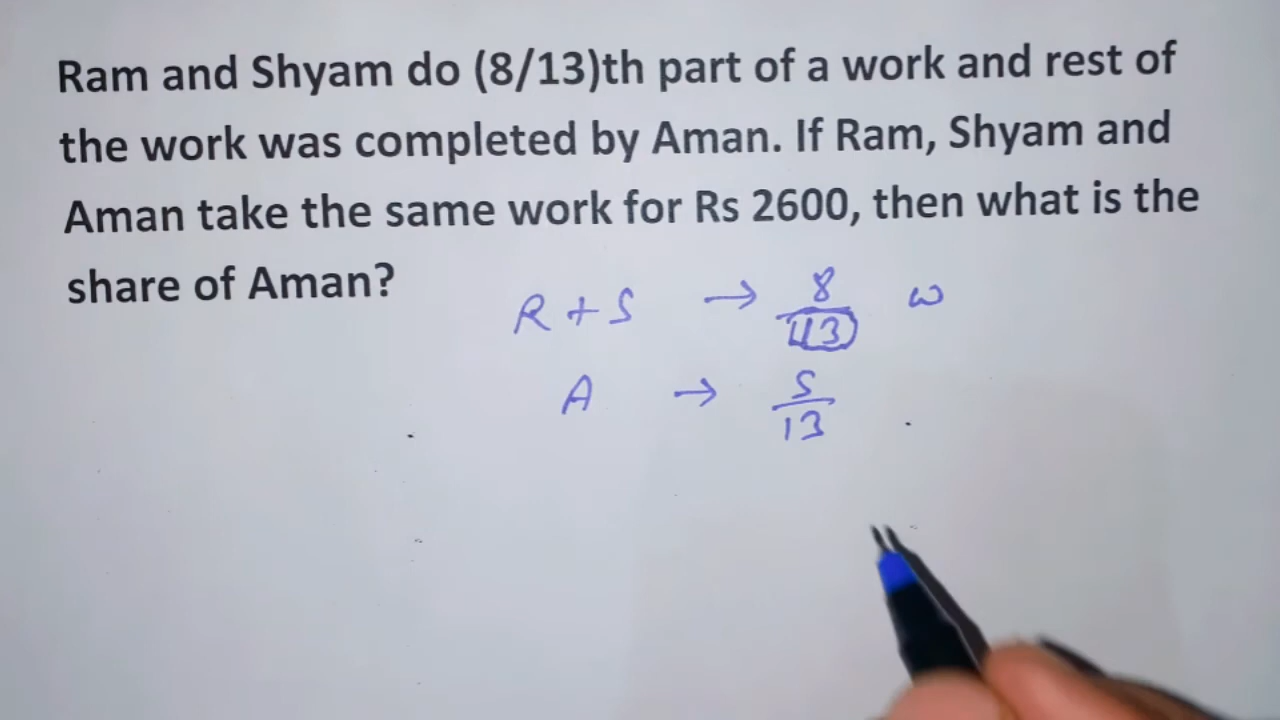 Ram and Shyam do (8/13)th part of a work and rest of
the work was completed by Aman. If Ram, Shyam and
Aman take the same work for Rs 2600, then what is the
share of Aman?
R + S → 8/13 w
A → 5/13